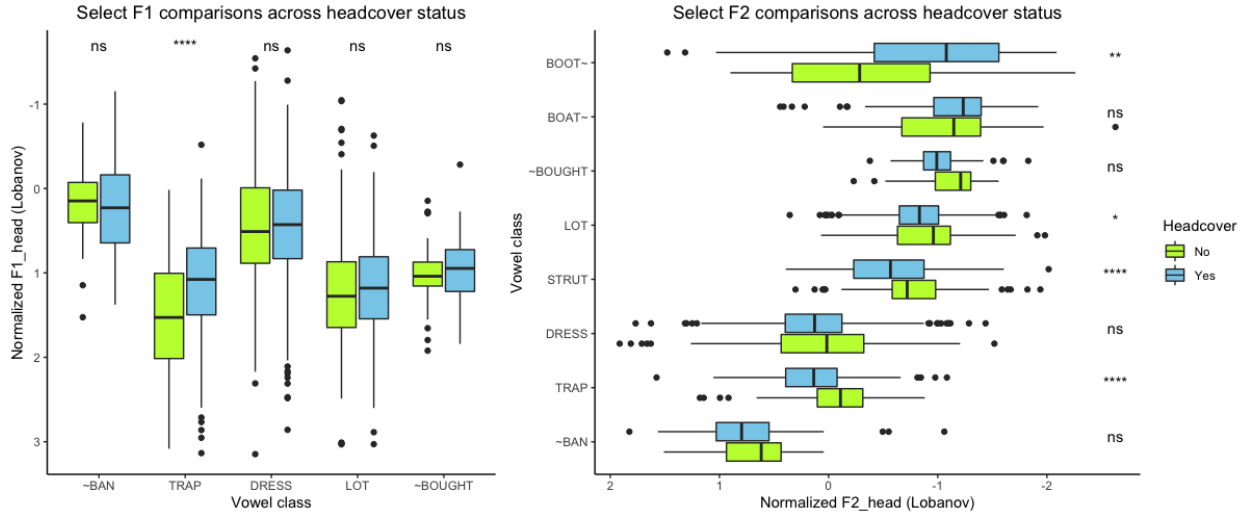 Select F1 comparisons across headcover status
ns
****
ns
ns
ns
-1
0
1
2
3
Normalized F1_head (Lobanov)
~BAN
TRAP
DRESS
LOT
~BOUGHT
Vowel class
Select F2 comparisons across headcover status
BOOT~
**
BOAT~
ns
~BOUGHT
ns
LOT
*
STRUT
****
DRESS
ns
TRAP
****
~BAN
ns
Vowel class
2
1
0
-1
-2
Normalized F2_head (Lobanov)
Headcover
No
Yes